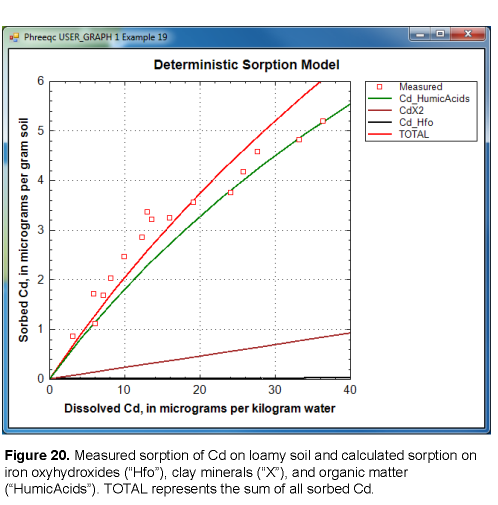 Phreeqc USER_GRAPH 1 Example 19
Deterministic Sorption Model
Sorbed Cd, in micrograms per gram soil
6
5
4
3
2
1
0
0 10 20 30 40
Dissolved Cd, in micrograms per kilogram water
Measured
Cd_HumicAcids
CdX2
Cd_Hfo
TOTAL
Figure 20. Measured sorption of Cd on loamy soil and calculated sorption on
iron oxyhydroxides (“Hfo”), clay minerals (“X”), and organic matter
(“HumicAcids”). TOTAL represents the sum of all sorbed Cd.